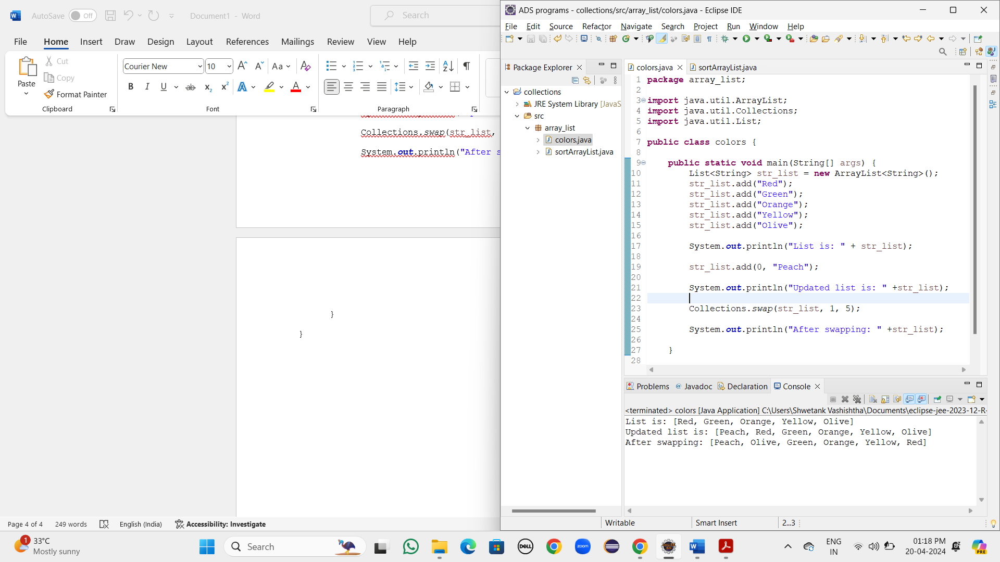 AutoSave Off Document1 - Word Search
File Home Insert Draw Design Layout References Mailings Review View Help
Paste
Cut
Copy
Format Painter
Clipboard
Courier New 10
Font
Paragraph
Collections.swap(str_list,
System.out.println("After s
}
}
Page 4 of 4 249 words English (India) Accessibility: Investigate
ADS programs - collections/src/array_list/colors.java - Eclipse IDE
File Edit Source Refactor Navigate Search Project Run Window Help
Package Explorer
collections
JRE System Library [JavaS
src
array_list
colors.java
sortArrayList.java
colors.java sortArrayList.java
1 package array_list;
2
3 import java.util.ArrayList;
4 import java.util.Collections;
5 import java.util.List;
6
7 public class colors {
8
9 public static void main(String[] args) {
10 List<String> str_list = new ArrayList<String>();
11 str_list.add("Red");
12 str_list.add("Green");
13 str_list.add("Orange");
14 str_list.add("Yellow");
15 str_list.add("Olive");
16
17 System.out.println("List is: " + str_list);
18
19 str_list.add(0, "Peach");
20
21 System.out.println("Updated list is: " +str_list);
22
23 Collections.swap(str_list, 1, 5);
24
25 System.out.println("After swapping: " +str_list);
26
27 }
28
Problems Javadoc Declaration Console
<terminated> colors [Java Application] C:\Users\Shwetank Vashishtha\Documents\eclipse-jee-2023-12-R-
List is: [Red, Green, Orange, Yellow, Olive]
Updated list is: [Peach, Red, Green, Orange, Yellow, Olive]
After swapping: [Peach, Olive, Green, Orange, Yellow, Red]
Writable Smart Insert 2...3
1
33°C
Mostly sunny
Search
DELL
zoom
ENG
IN
01:18 PM
20-04-2024
PRE